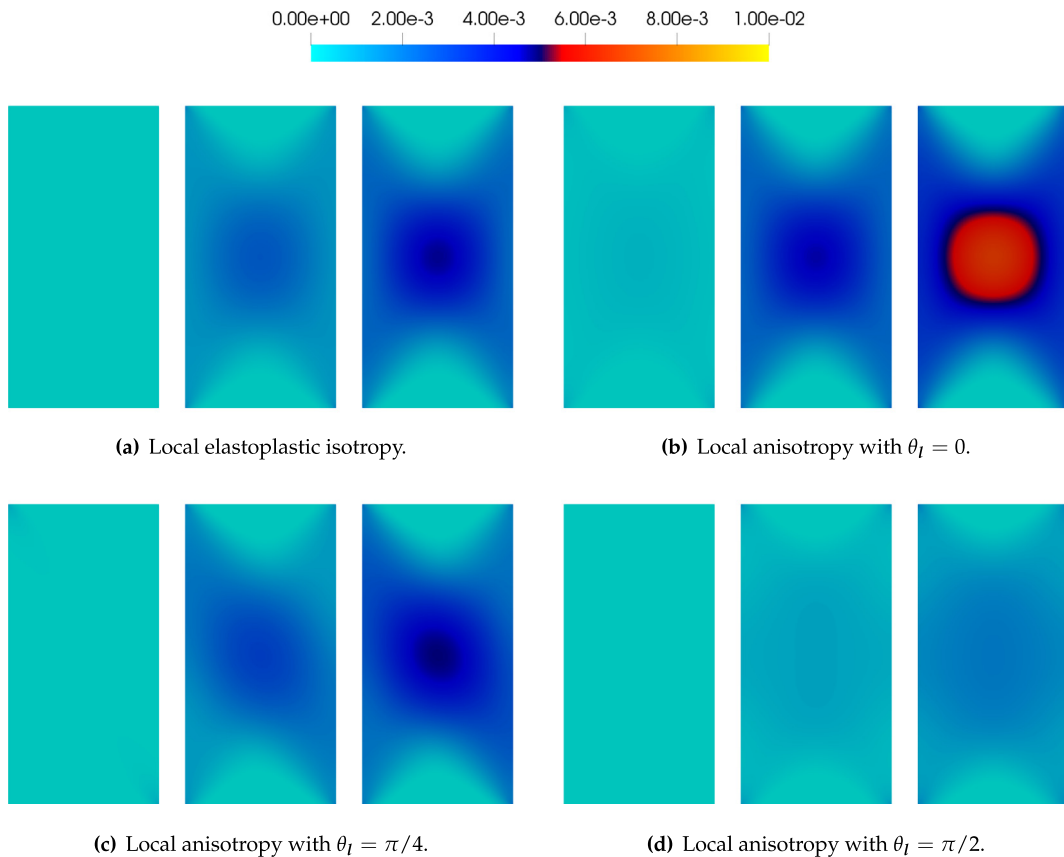 0.00e+00 2.00e-3 4.00e-3 6.00e-3 8.00e-3 1.00e-02
(a) Local elastoplastic isotropy.
(b) Local anisotropy with θ_l = 0.
(c) Local anisotropy with θ_l = π/4.
(d) Local anisotropy with θ_l = π/2.